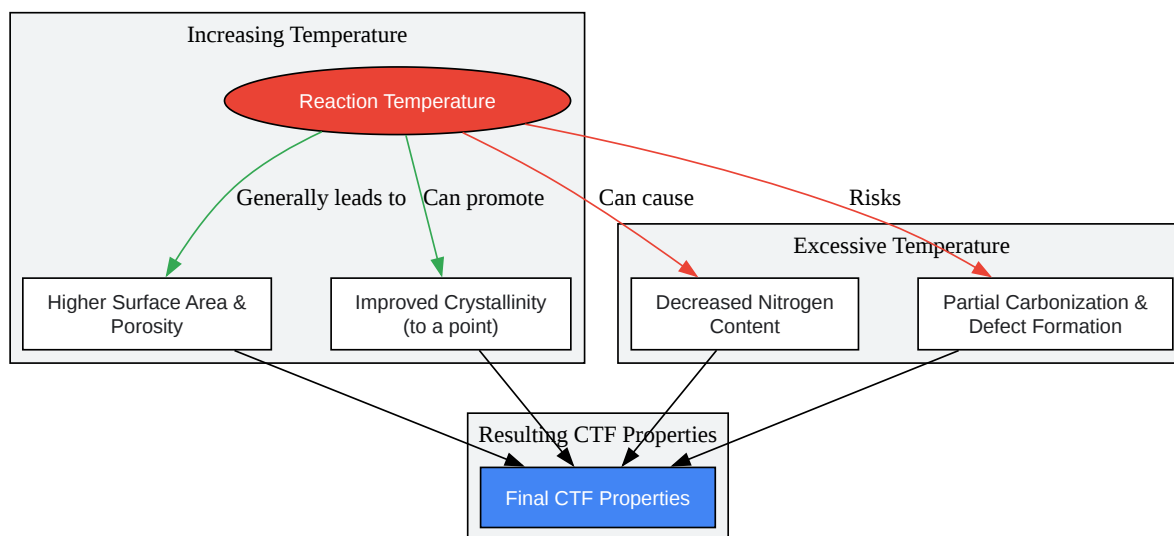 Increasing Temperature
Reaction Temperature
Generally leads to
Can promote
Can cause
Risks
Excessive Temperature
Higher Surface Area &
Porosity
Improved Crystallinity
(to a point)
Decreased Nitrogen
Content
Partial Carbonization &
Defect Formation
Resulting CTF Properties
Final CTF Properties